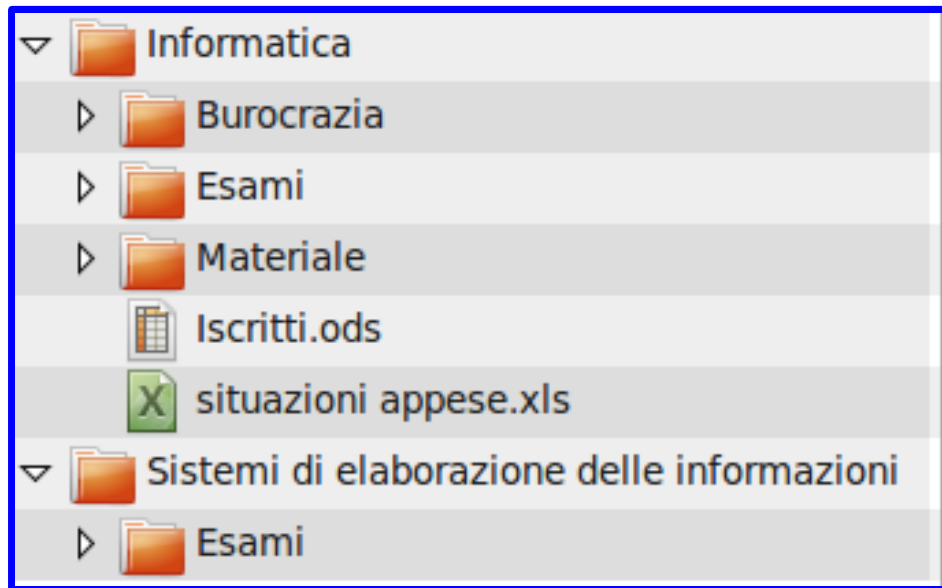 Informatica
Burocrazia
Esami
Materiale
Iscritti.ods
situazioni appese.xls
Sistemi di elaborazione delle informazioni
Esami